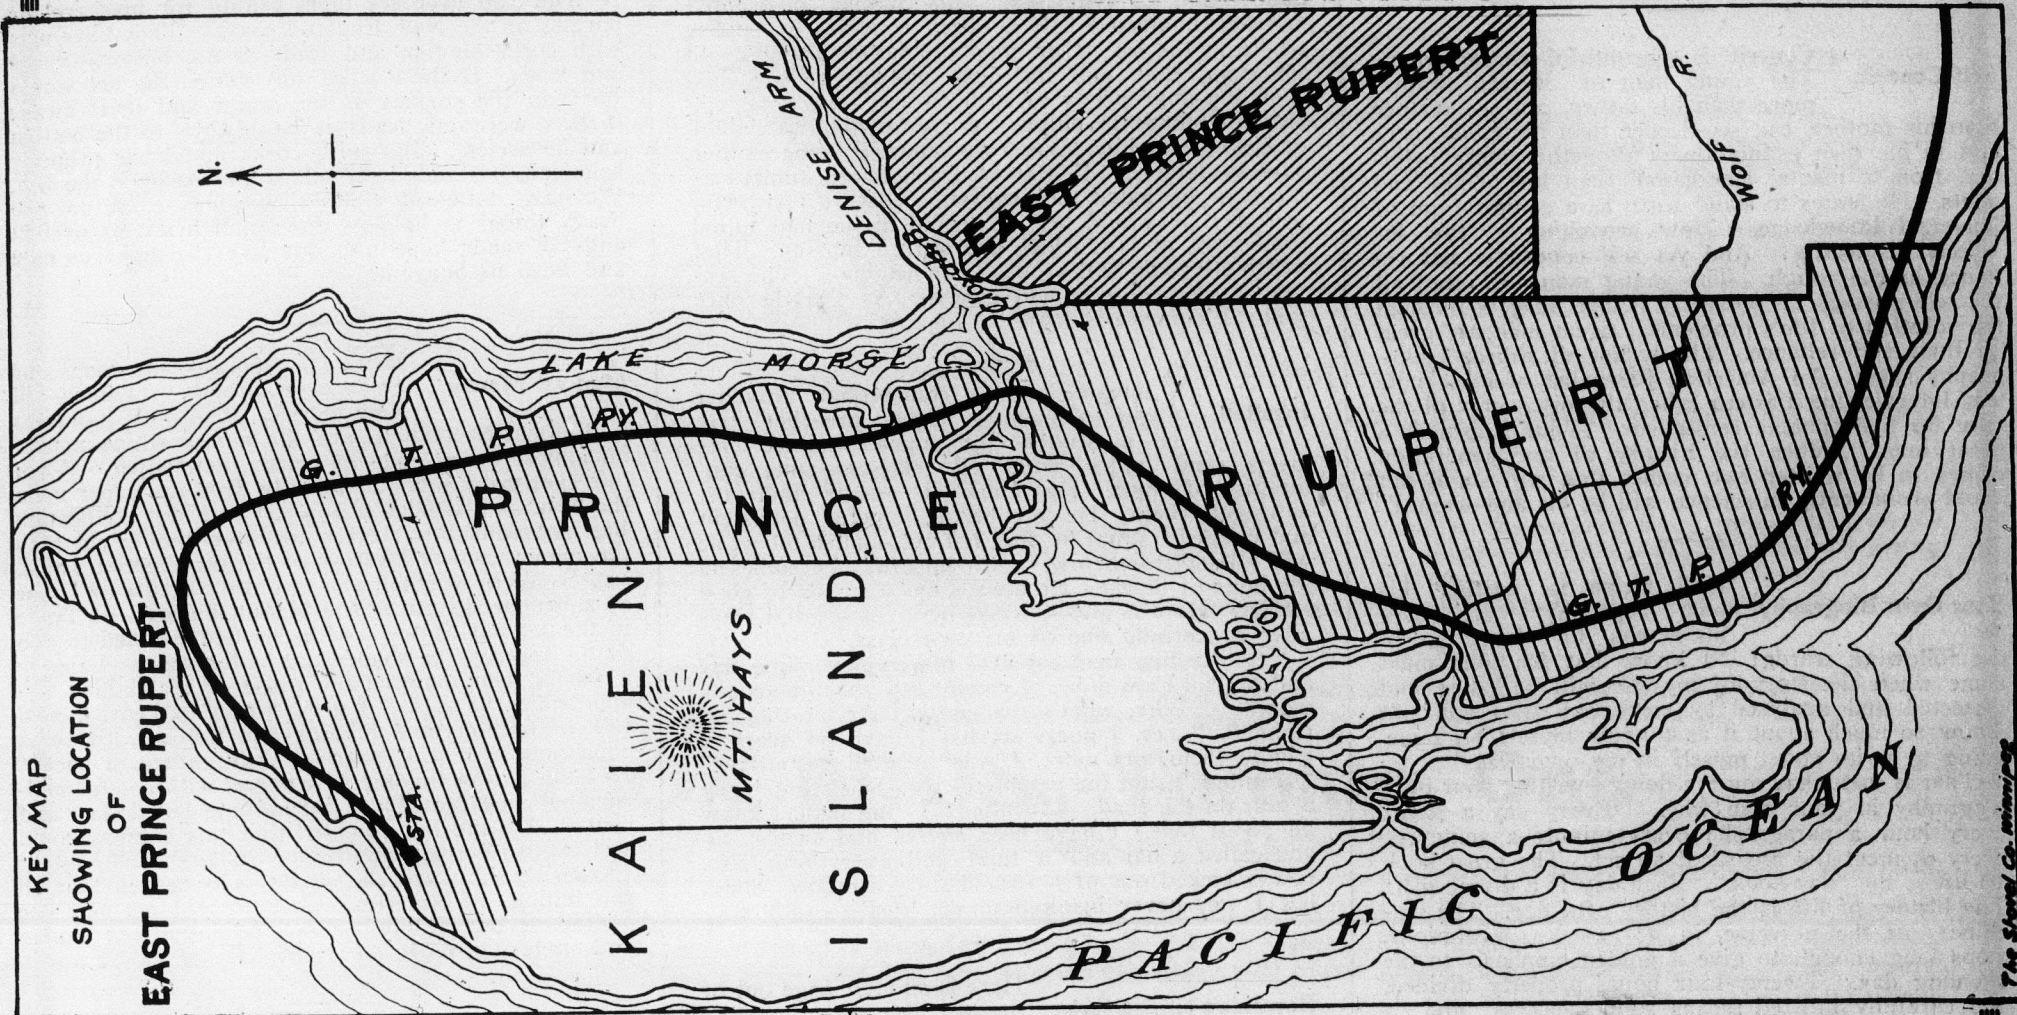 KEY MAP
SHOWING LOCATION
OF
EAST PRINCE RUPERT
N.
DENISE ARM
EAST PRINCE RUPERT
WOLF R.
LAKE MORSE
G. T. P. RY.
PRINCE RUPERT
G. T. P. RY.
STA.
KAIEN
ISLAND
MT. HAYS
PACIFIC OCEAN
The Stovel Co. Winnipeg